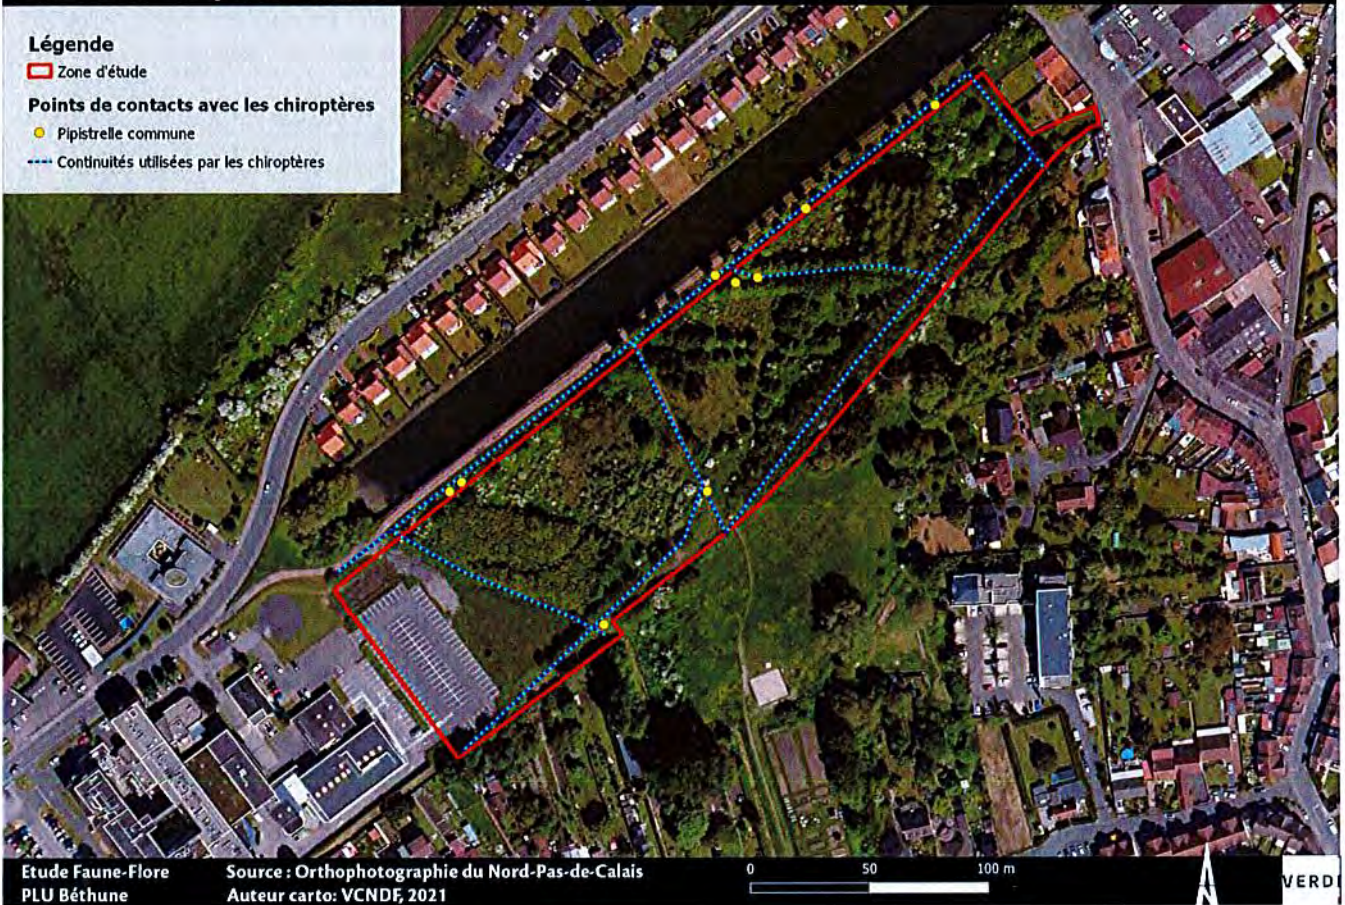 Légende
Zone d'étude
Points de contacts avec les chiroptères
Pipistrelle commune
Continuités utilisées par les chiroptères
Etude Faune-Flore
PLU Béthune
Source : Orthophotographie du Nord-Pas-de-Calais
Auteur carto: VCNDF, 2021
0 50 100 m
N
VERDI